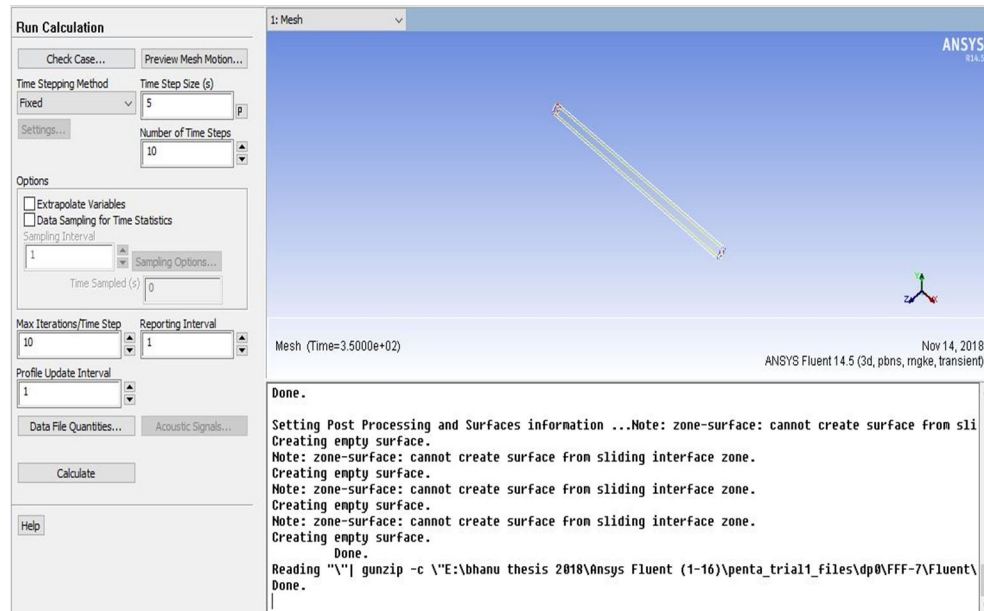 Run Calculation
Check Case...
Preview Mesh Motion...
Time Stepping Method
Time Step Size (s)
Fixed
5
P
Settings...
Number of Time Steps
10
Options
Extrapolate Variables
Data Sampling for Time Statistics
Sampling Interval
1
Sampling Options...
Time Sampled (s)
0
Max Iterations/Time Step
Reporting Interval
10
1
Profile Update Interval
1
Data File Quantities...
Acoustic Signals...
Calculate
Help
1: Mesh
ANSYS
R14.5
Y
Z
X
Mesh (Time=3.5000e+02)
Nov 14, 2018
ANSYS Fluent 14.5 (3d, pbns, rngke, transient)
Done.
Setting Post Processing and Surfaces information ...Note: zone-surface: cannot create surface from sli
Creating empty surface.
Note: zone-surface: cannot create surface from sliding interface zone.
Creating empty surface.
Note: zone-surface: cannot create surface from sliding interface zone.
Creating empty surface.
Note: zone-surface: cannot create surface from sliding interface zone.
Creating empty surface.
Done.
Reading "\"| gunzip -c \"E:\bhanu thesis 2018\Ansys Fluent (1-16)\penta_trial1_files\dp0\FFF-7\Fluent\
Done.